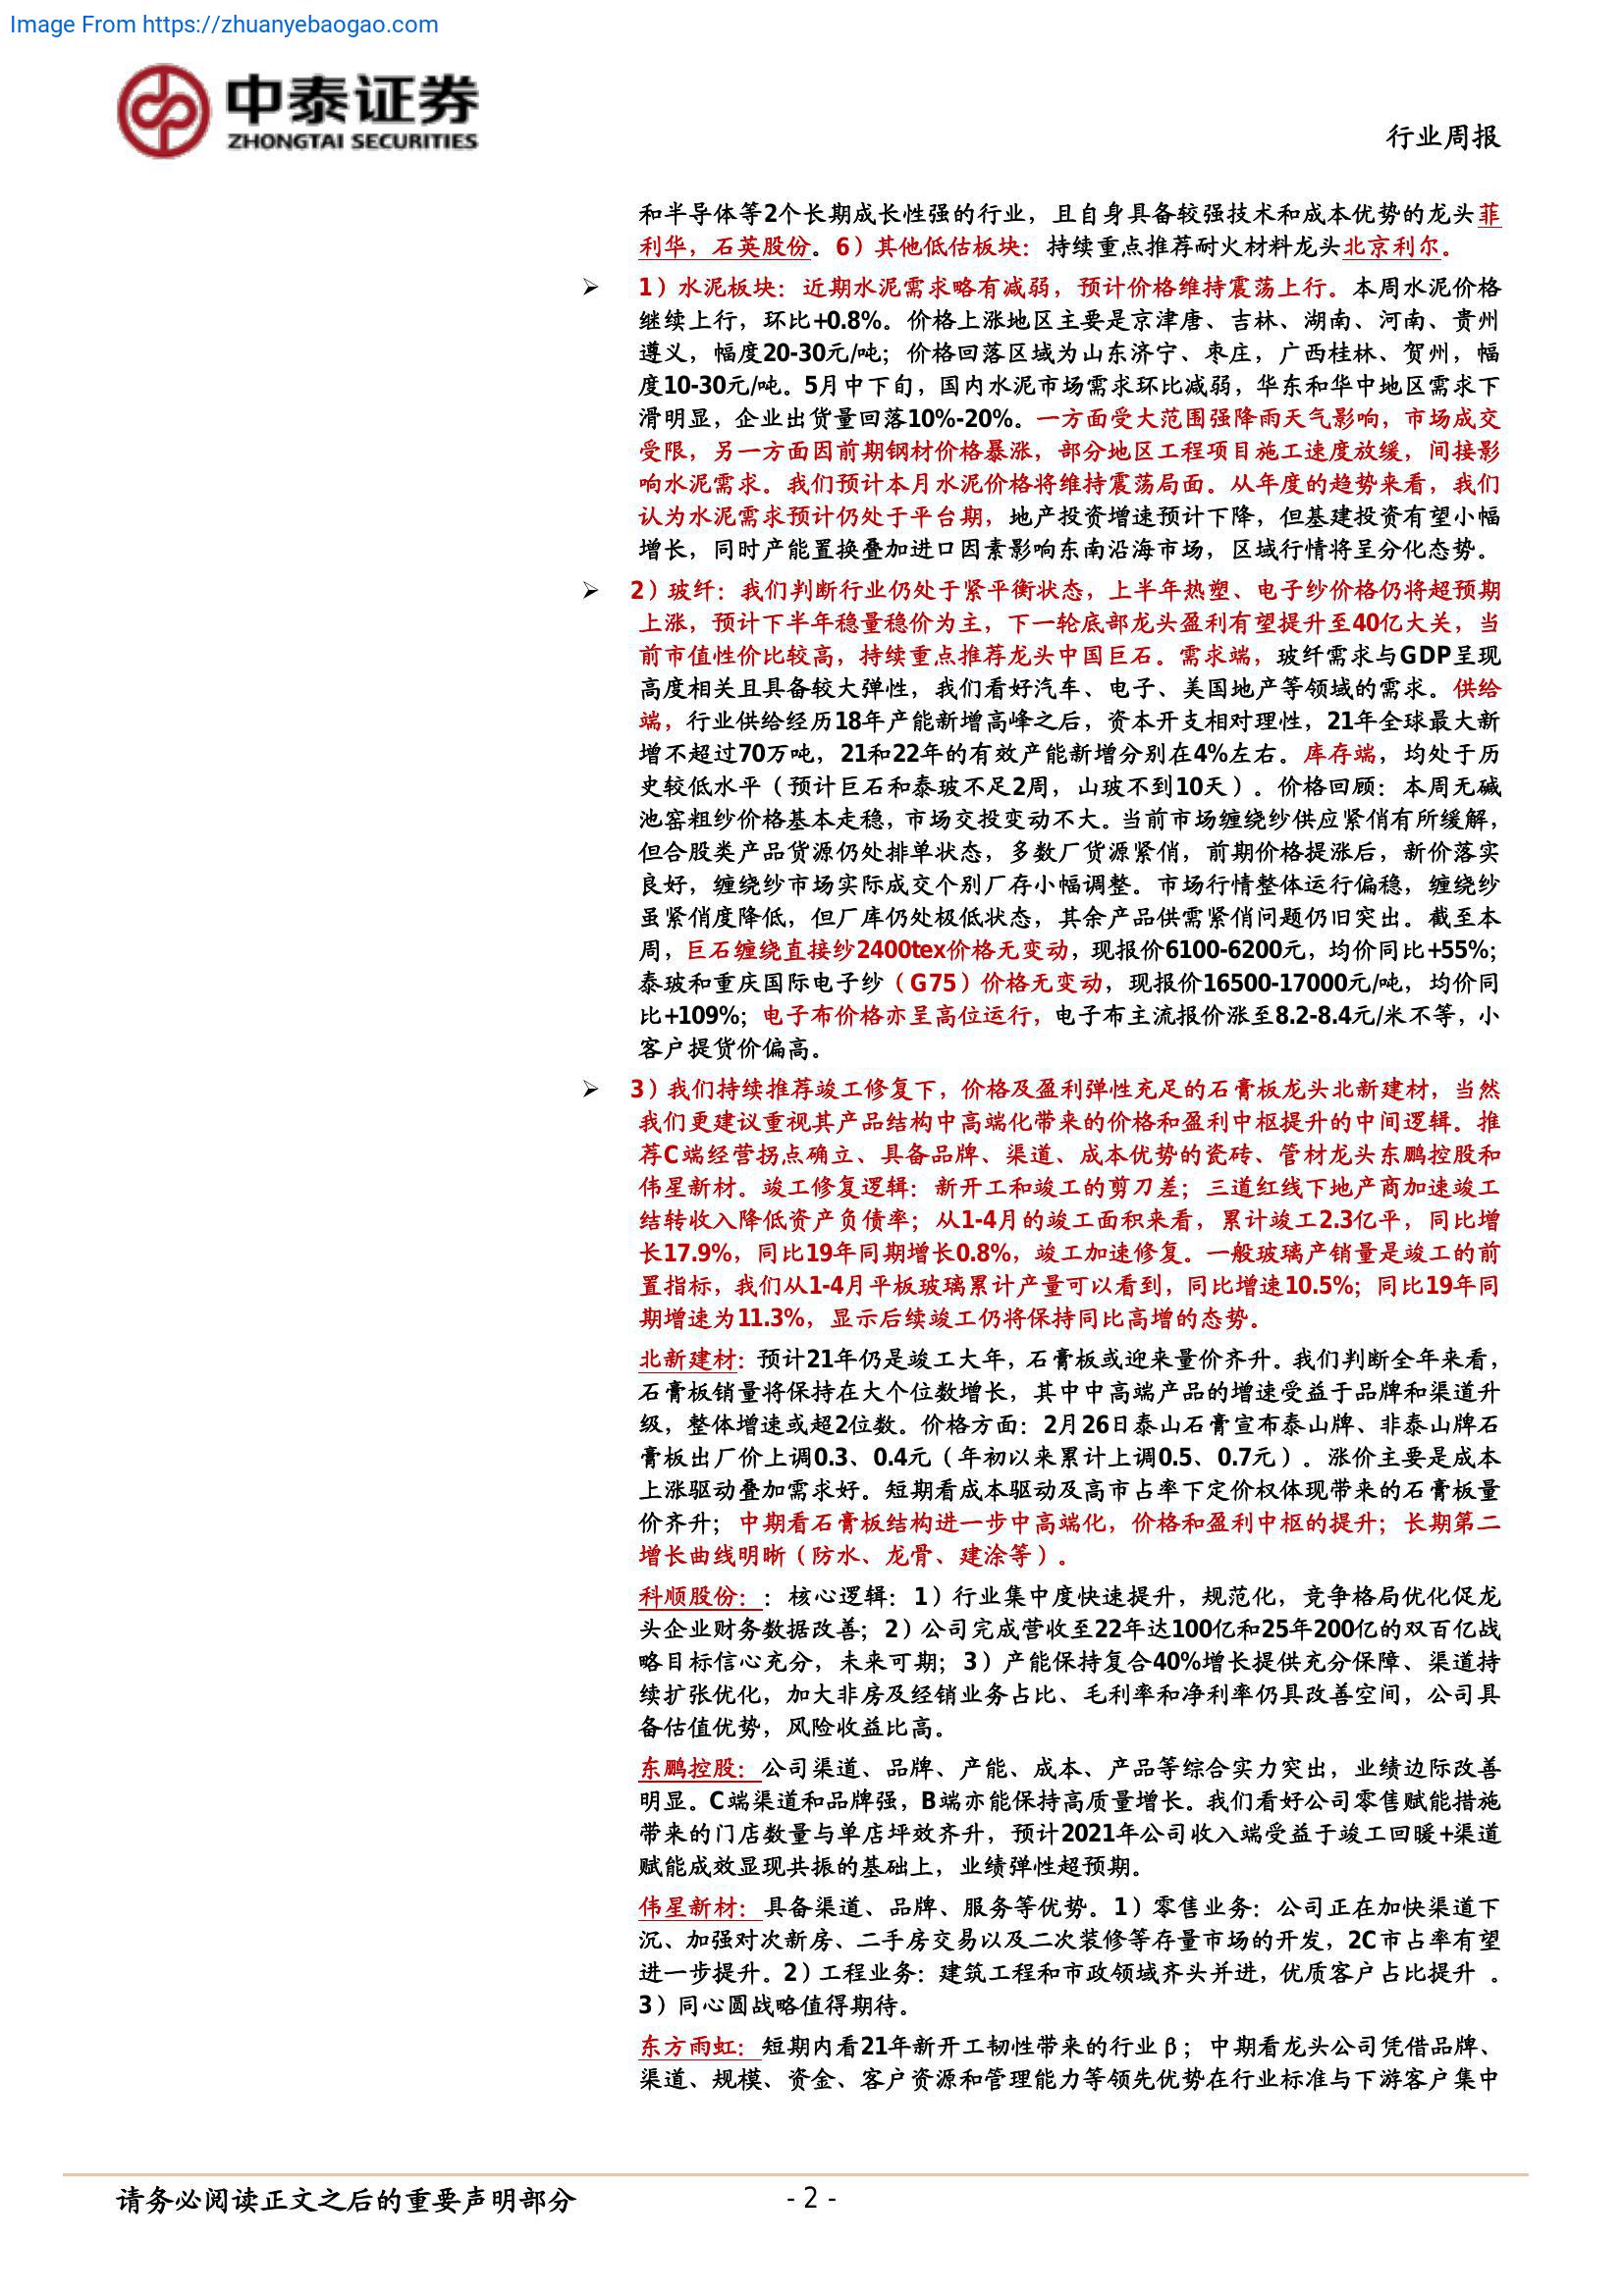 Image From https://zhuanyebaogao.com
中泰证券
ZHONGTAI SECURITIES
行业周报
和半导体等2个长期成长性强的行业，且自身具备较强技术和成本优势的龙头菲
利华，石英股份。6）其他低估板块：持续重点推荐耐火材料龙头北京利尔。
➢ 1）水泥板块：近期水泥需求略有减弱，预计价格维持震荡上行。本周水泥价格
继续上行，环比+0.8%。价格上涨地区主要是京津唐、吉林、湖南、河南、贵州
遵义，幅度20-30元/吨；价格回落区域为山东济宁、枣庄，广西桂林、贺州，幅
度10-30元/吨。5月中下旬，国内水泥市场需求环比减弱，华东和华中地区需求下
滑明显，企业出货量回落10%-20%。一方面受大范围强降雨天气影响，市场成交
受限，另一方面因前期钢材价格暴涨，部分地区工程项目施工速度放缓，间接影
响水泥需求。我们预计本月水泥价格将维持震荡局面。从年度的趋势来看，我们
认为水泥需求预计仍处于平台期，地产投资增速预计下降，但基建投资有望小幅
增长，同时产能置换叠加进口因素影响东南沿海市场，区域行情将呈分化态势。
➢ 2）玻纤：我们判断行业仍处于紧平衡状态，上半年热塑、电子纱价格仍将超预期
上涨，预计下半年稳量稳价为主，下一轮底部龙头盈利有望提升至40亿大关，当
前市值性价比较高，持续重点推荐龙头中国巨石。需求端，玻纤需求与GDP呈现
高度相关且具备较大弹性，我们看好汽车、电子、美国地产等领域的需求。供给
端，行业供给经历18年产能新增高峰之后，资本开支相对理性，21年全球最大新
增不超过70万吨，21和22年的有效产能新增分别在4%左右。库存端，均处于历
史较低水平（预计巨石和泰玻不足2周，山玻不到10天）。价格回顾：本周无碱
池窑粗纱价格基本走稳，市场交投变动不大。当前市场缠绕纱供应紧俏有所缓解，
但合股类产品货源仍处排单状态，多数厂货源紧俏，前期价格提涨后，新价落实
良好，缠绕纱市场实际成交个别厂存小幅调整。市场行情整体运行偏稳，缠绕纱
虽紧俏度降低，但厂库仍处极低状态，其余产品供需紧俏问题仍旧突出。截至本
周，巨石缠绕直接纱2400tex价格无变动，现报价6100-6200元，均价同比+55%；
泰玻和重庆国际电子纱（G75）价格无变动，现报价16500-17000元/吨，均价同
比+109%；电子布价格亦呈高位运行，电子布主流报价涨至8.2-8.4元/米不等，小
客户提货价偏高。
➢ 3）我们持续推荐竣工修复下，价格及盈利弹性充足的石膏板龙头北新建材，当然
我们更建议重视其产品结构中高端化带来的价格和盈利中枢提升的中间逻辑。推
荐C端经营拐点确立、具备品牌、渠道、成本优势的瓷砖、管材龙头东鹏控股和
伟星新材。竣工修复逻辑：新开工和竣工的剪刀差；三道红线下地产商加速竣工
结转收入降低资产负债率；从1-4月的竣工面积来看，累计竣工2.3亿平，同比增
长17.9%，同比19年同期增长0.8%，竣工加速修复。一般玻璃产销量是竣工的前
置指标，我们从1-4月平板玻璃累计产量可以看到，同比增速10.5%；同比19年同
期增速为11.3%，显示后续竣工仍将保持同比高增的态势。
北新建材：预计21年仍是竣工大年，石膏板或迎来量价齐升。我们判断全年来看，
石膏板销量将保持在大个位数增长，其中中高端产品的增速受益于品牌和渠道升
级，整体增速或超2位数。价格方面：2月26日泰山石膏宣布泰山牌、非泰山牌石
膏板出厂价上调0.3、0.4元（年初以来累计上调0.5、0.7元）。涨价主要是成本
上涨驱动叠加需求好。短期看成本驱动及高市占率下定价权体现带来的石膏板量
价齐升；中期看石膏板结构进一步中高端化，价格和盈利中枢的提升；长期第二
增长曲线明晰（防水、龙骨、建涂等）。
科顺股份：：核心逻辑：1）行业集中度快速提升，规范化，竞争格局优化促龙
头企业财务数据改善；2）公司完成营收至22年达100亿和25年200亿的双百亿战
略目标信心充分，未来可期；3）产能保持复合40%增长提供充分保障、渠道持
续扩张优化，加大非房及经销业务占比、毛利率和净利率仍具改善空间，公司具
备估值优势，风险收益比高。
东鹏控股：公司渠道、品牌、产能、成本、产品等综合实力突出，业绩边际改善
明显。C端渠道和品牌强，B端亦能保持高质量增长。我们看好公司零售赋能措施
带来的门店数量与单店坪效齐升，预计2021年公司收入端受益于竣工回暖+渠道
赋能成效显现共振的基础上，业绩弹性超预期。
伟星新材：具备渠道、品牌、服务等优势。1）零售业务：公司正在加快渠道下
沉、加强对次新房、二手房交易以及二次装修等存量市场的开发，2C市占率有望
进一步提升。2）工程业务：建筑工程和市政领域齐头并进，优质客户占比提升 。
3）同心圆战略值得期待。
东方雨虹：短期内看21年新开工韧性带来的行业β；中期看龙头公司凭借品牌、
渠道、规模、资金、客户资源和管理能力等领先优势在行业标准与下游客户集中
请务必阅读正文之后的重要声明部分
- 2 -